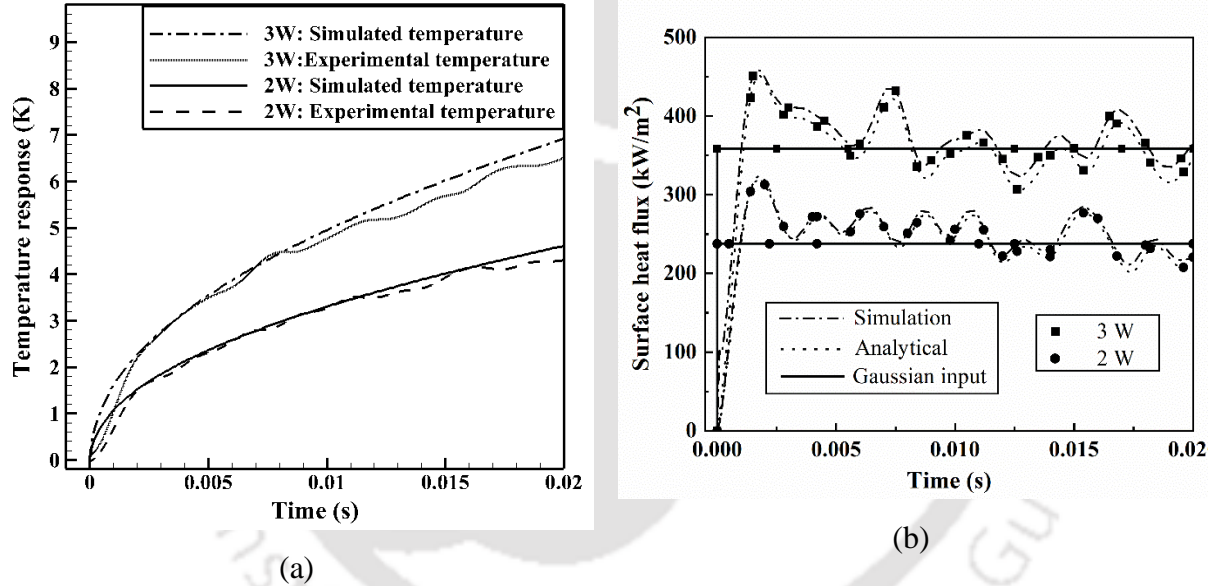 9
8
7
6
5
4
3
2
1
0
Temperature response (K)
3W: Simulated temperature
3W:Experimental temperature
2W: Simulated temperature
2W: Experimental temperature
0
0.005
0.01
0.015
0.02
Time (s)
(a)
500
400
300
200
100
0
Surface heat flux (kW/m²)
Simulation
Analytical
Gaussian input
3 W
2 W
0.000
0.005
0.010
0.015
0.02
Time (s)
(b)
ns
Gu